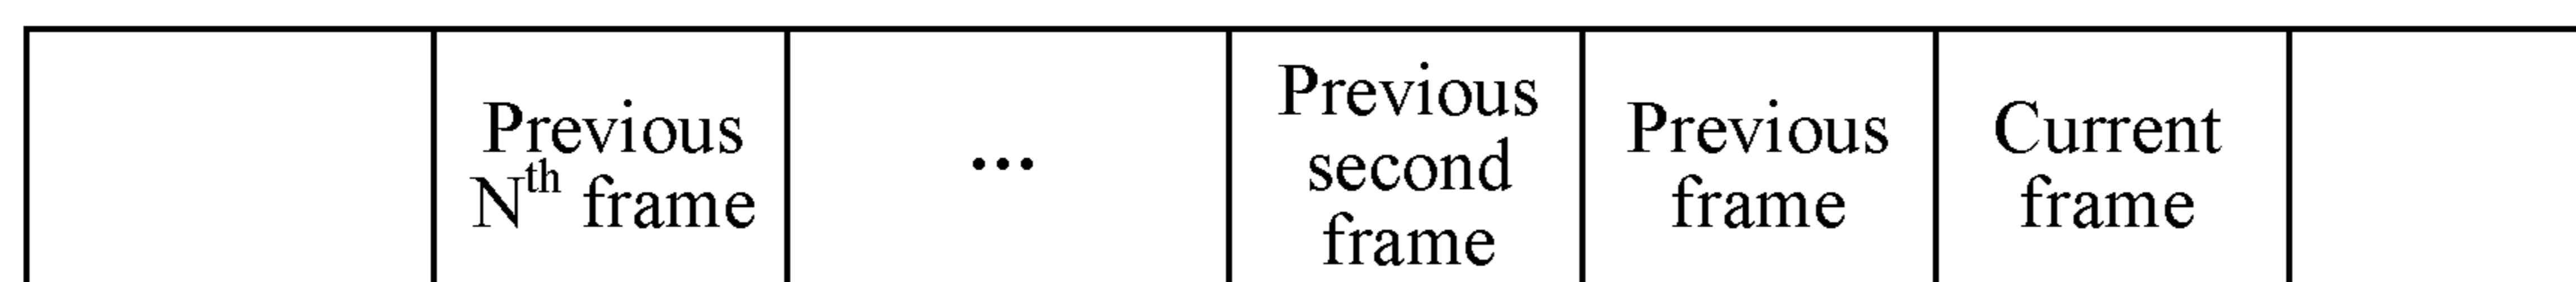 Previous
Nth frame
...
Previous
second
frame
Previous
frame
Current
frame